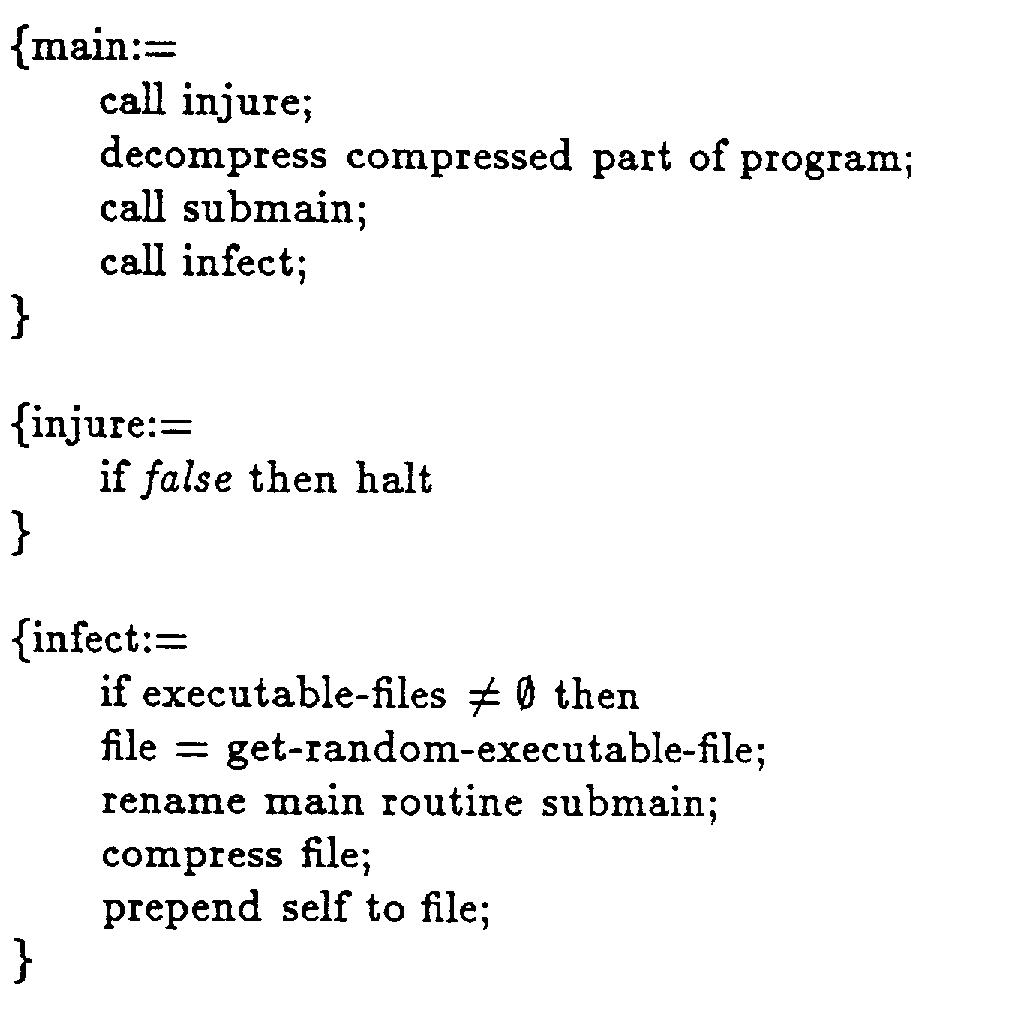 {main:=
call injure;
decompress compressed part of program;
call submain;
call infect;
}
{injure:=
if false then halt
}
{infect:=
if executable-files ≠ ∅ then
file = get-random-executable-file;
rename main routine submain;
compress file;
prepend self to file;
}